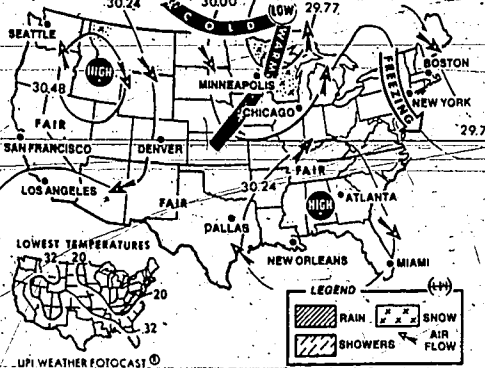 30.24
30.00
29.77
COLD
LOW
SEATTLE
WARM
HIGH
BOSTON
30.48
MINNEAPOLIS
FREEZING
NEW YORK
CHICAGO
FAIR
29.7
SAN FRANCISCO
DENVER
FAIR
LOS ANGELES
30.24
FAIR
HIGH
ATLANTA
DALLAS
LOWEST TEMPERATURES
32 20
NEW ORLEANS
MIAMI
LEGEND
20
RAIN
SNOW
32
SHOWERS
AIR
FLOW
UPI WEATHER FOTOCAST ®